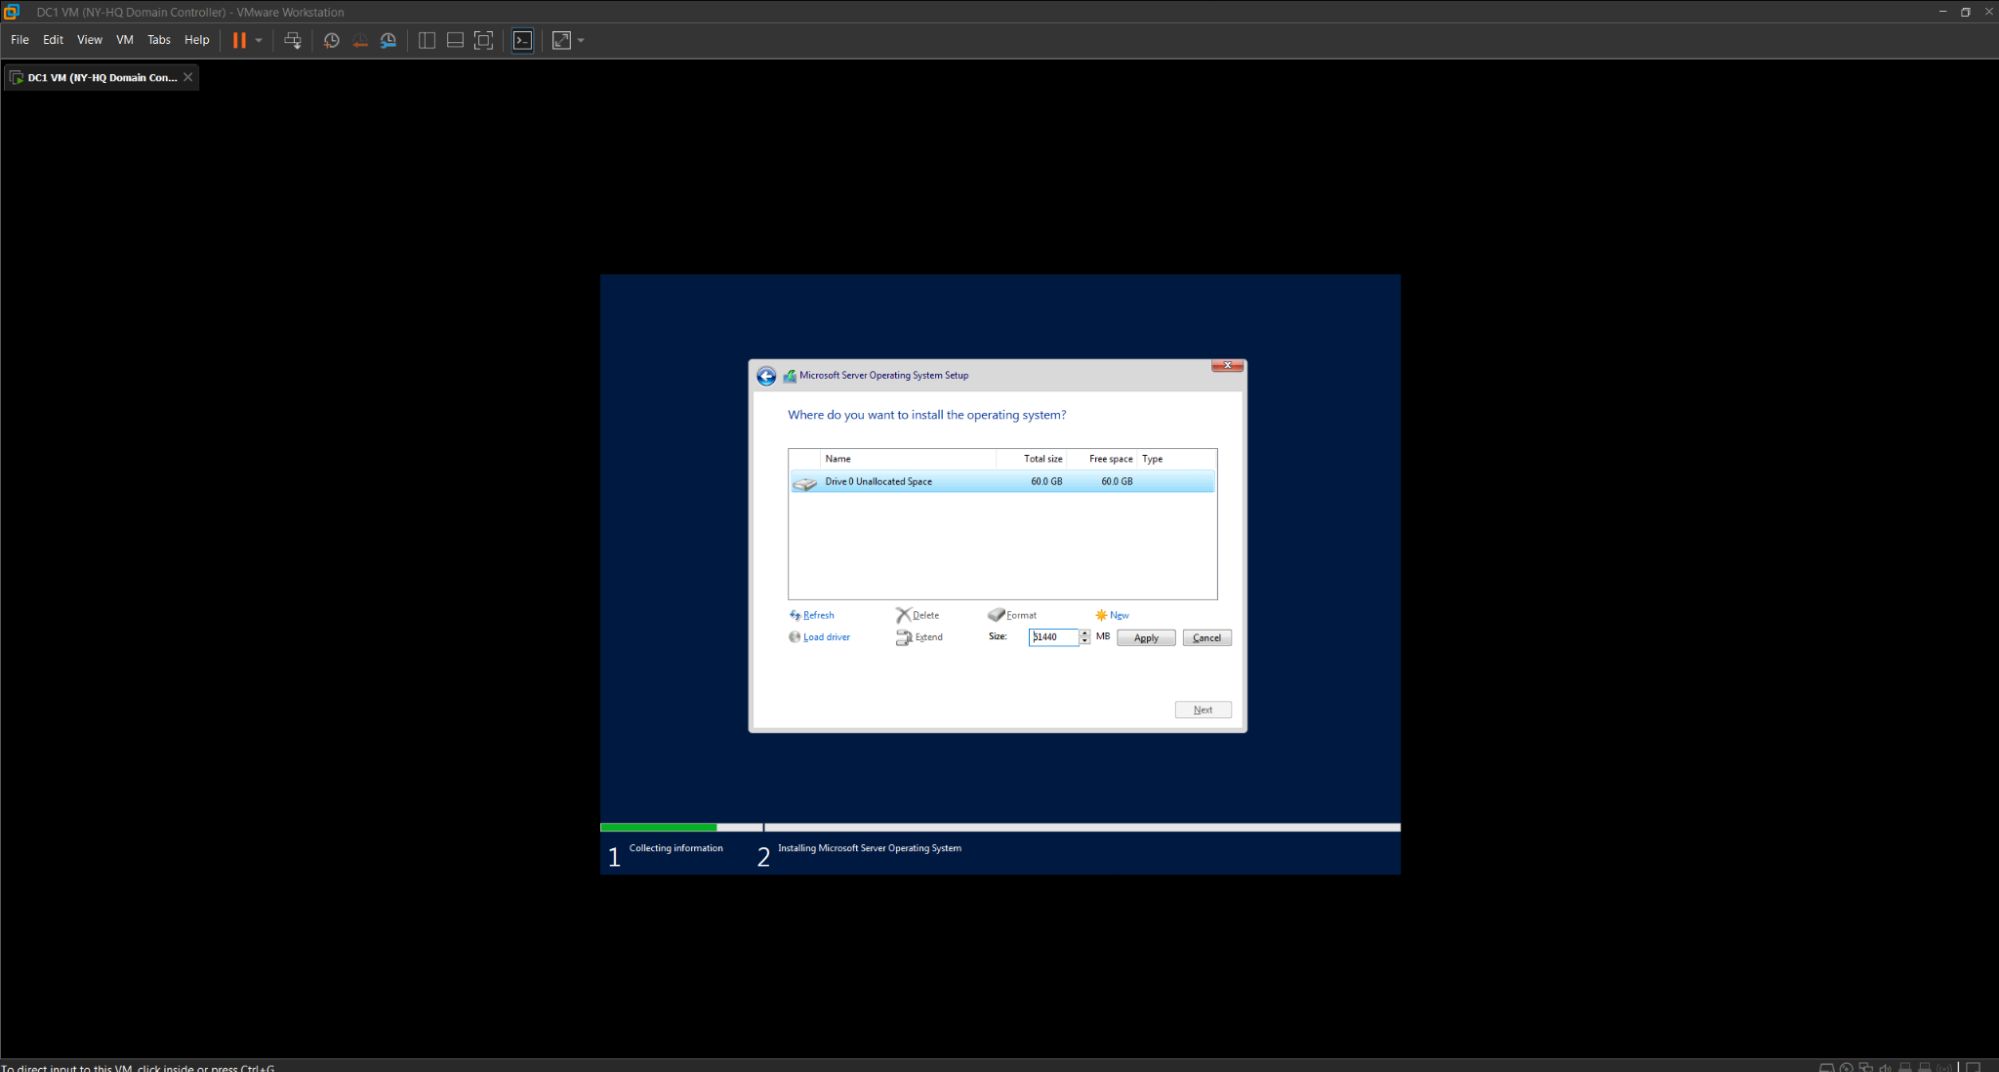 DC1 VM (NY-HQ Domain Controller) - VMware Workstation
File Edit View VM Tabs Help
DC1 VM (NY-HQ Domain Con...
Microsoft Server Operating System Setup
Where do you want to install the operating system?
Name Total size Free space Type
Drive 0 Unallocated Space 60.0 GB 60.0 GB
Refresh Delete Format New
Load driver Extend Size: 61440 MB Apply Cancel
Next
1 Collecting information 2 Installing Microsoft Server Operating System
To direct input to this VM, click inside or press Ctrl+G.